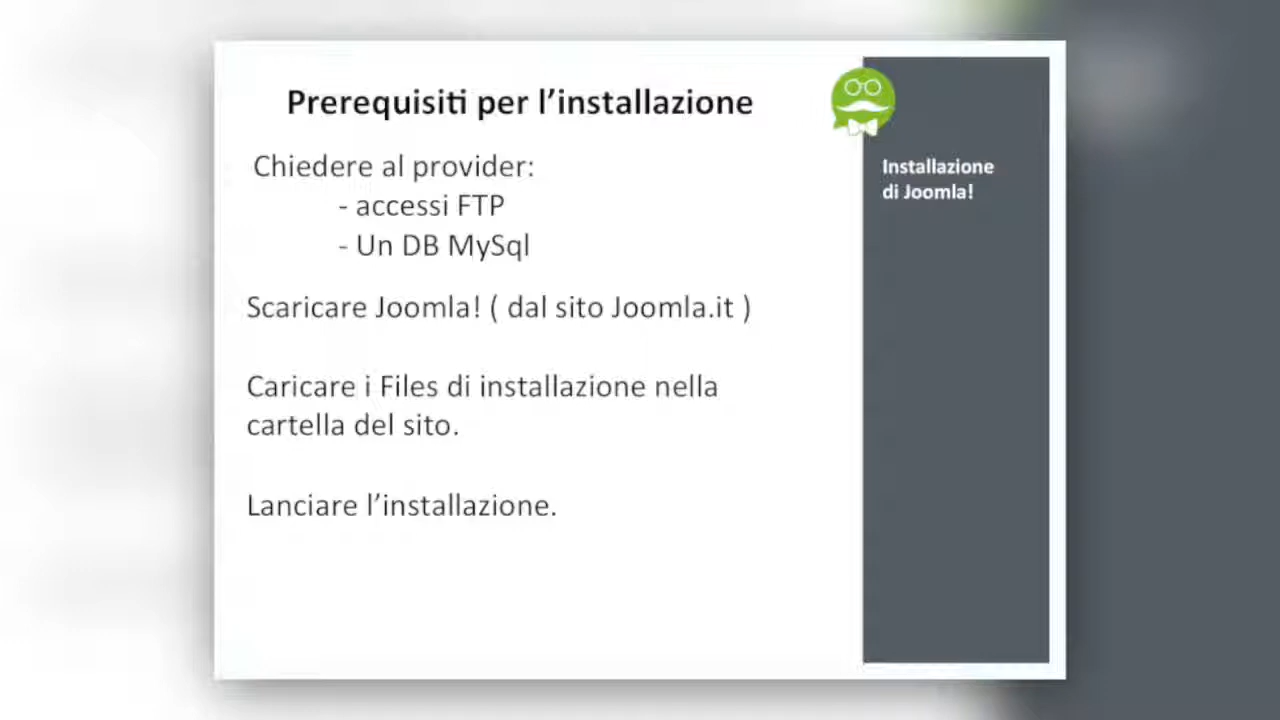 Prerequisiti per l’installazione
Chiedere al provider:
- accessi FTP
- Un DB MySql
Scaricare Joomla! ( dal sito Joomla.it )
Caricare i Files di installazione nella
cartella del sito.
Lanciare l’installazione.
Installazione
di Joomla!